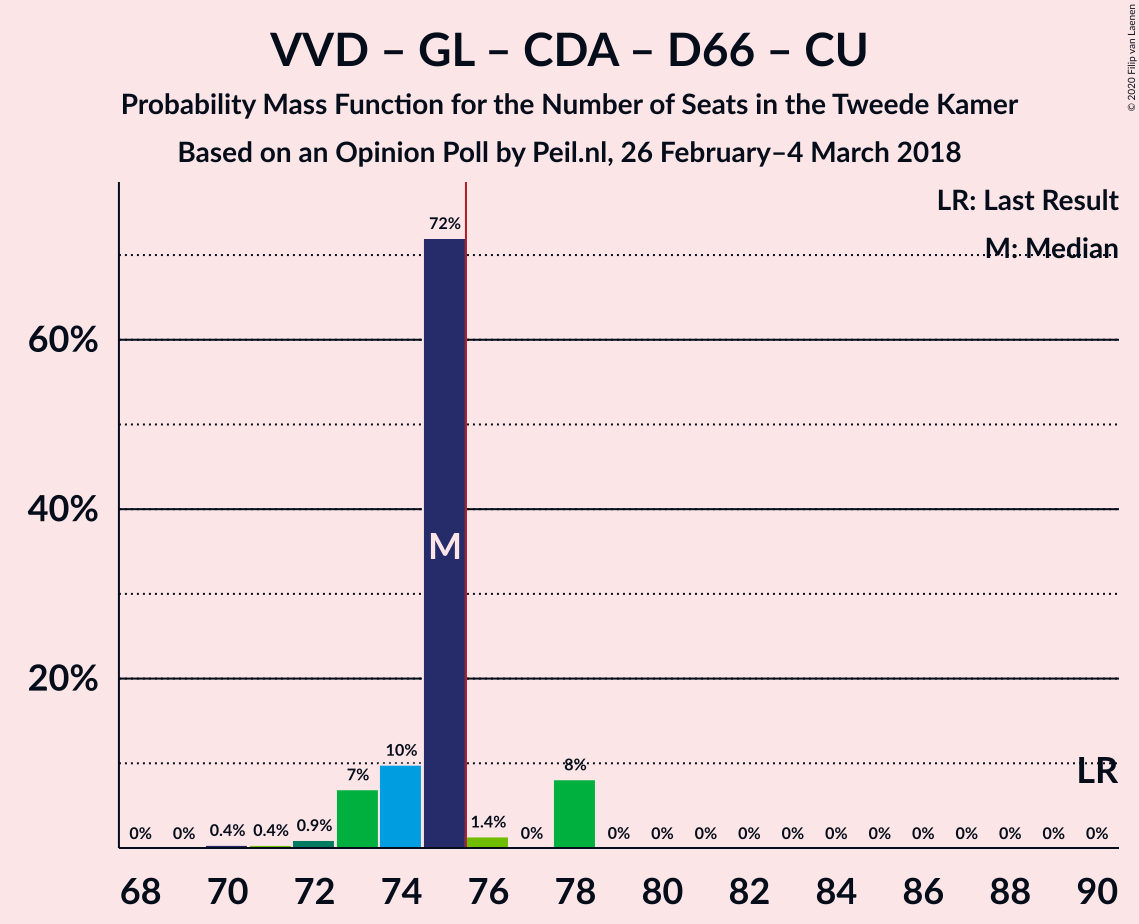 VVD – GL – CDA – D66 – CU
Probability Mass Function for the Number of Seats in the Tweede Kamer
Based on an Opinion Poll by Peil.nl, 26 February–4 March 2018
© 2020 Filip van Laenen
LR: Last Result
M: Median
60%
40%
20%
72%
M
0% 0% 0.4% 0.4% 0.9% 7% 10% 1.4% 0% 8% 0% 0% 0% 0% 0% 0% 0% 0% 0% 0% 0% 0%
LR
68 70 72 74 76 78 80 82 84 86 88 90